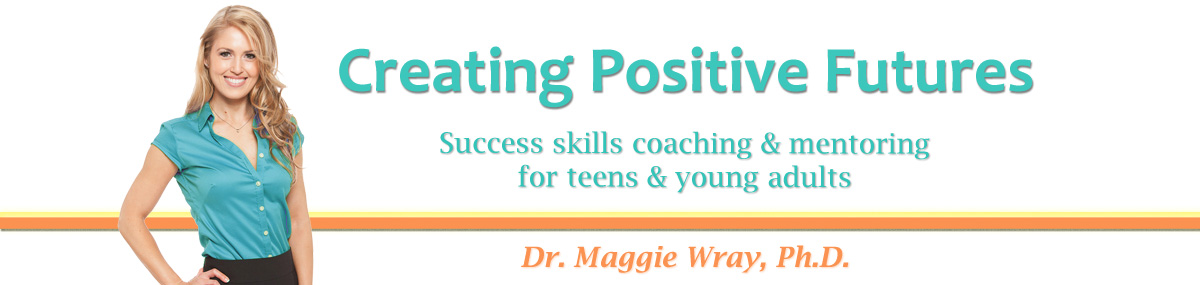 Creating Positive Futures
Success skills coaching & mentoring
for teens & young adults
Dr. Maggie Wray, Ph.D.